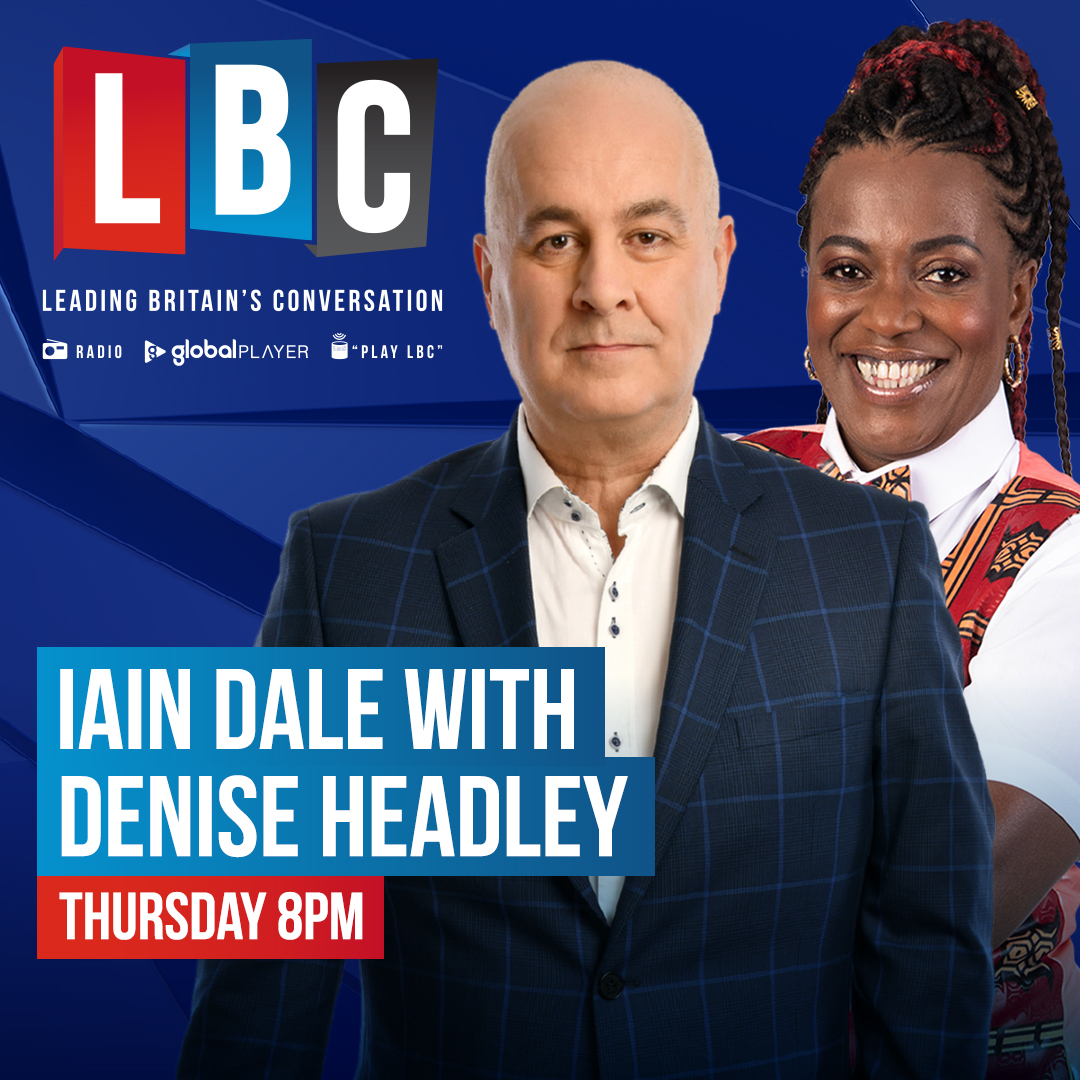 LBC
LEADING BRITAIN'S CONVERSATION
RADIO globalPLAYER "PLAY LBC"
IAIN DALE WITH
DENISE HEADLEY
THURSDAY 8PM